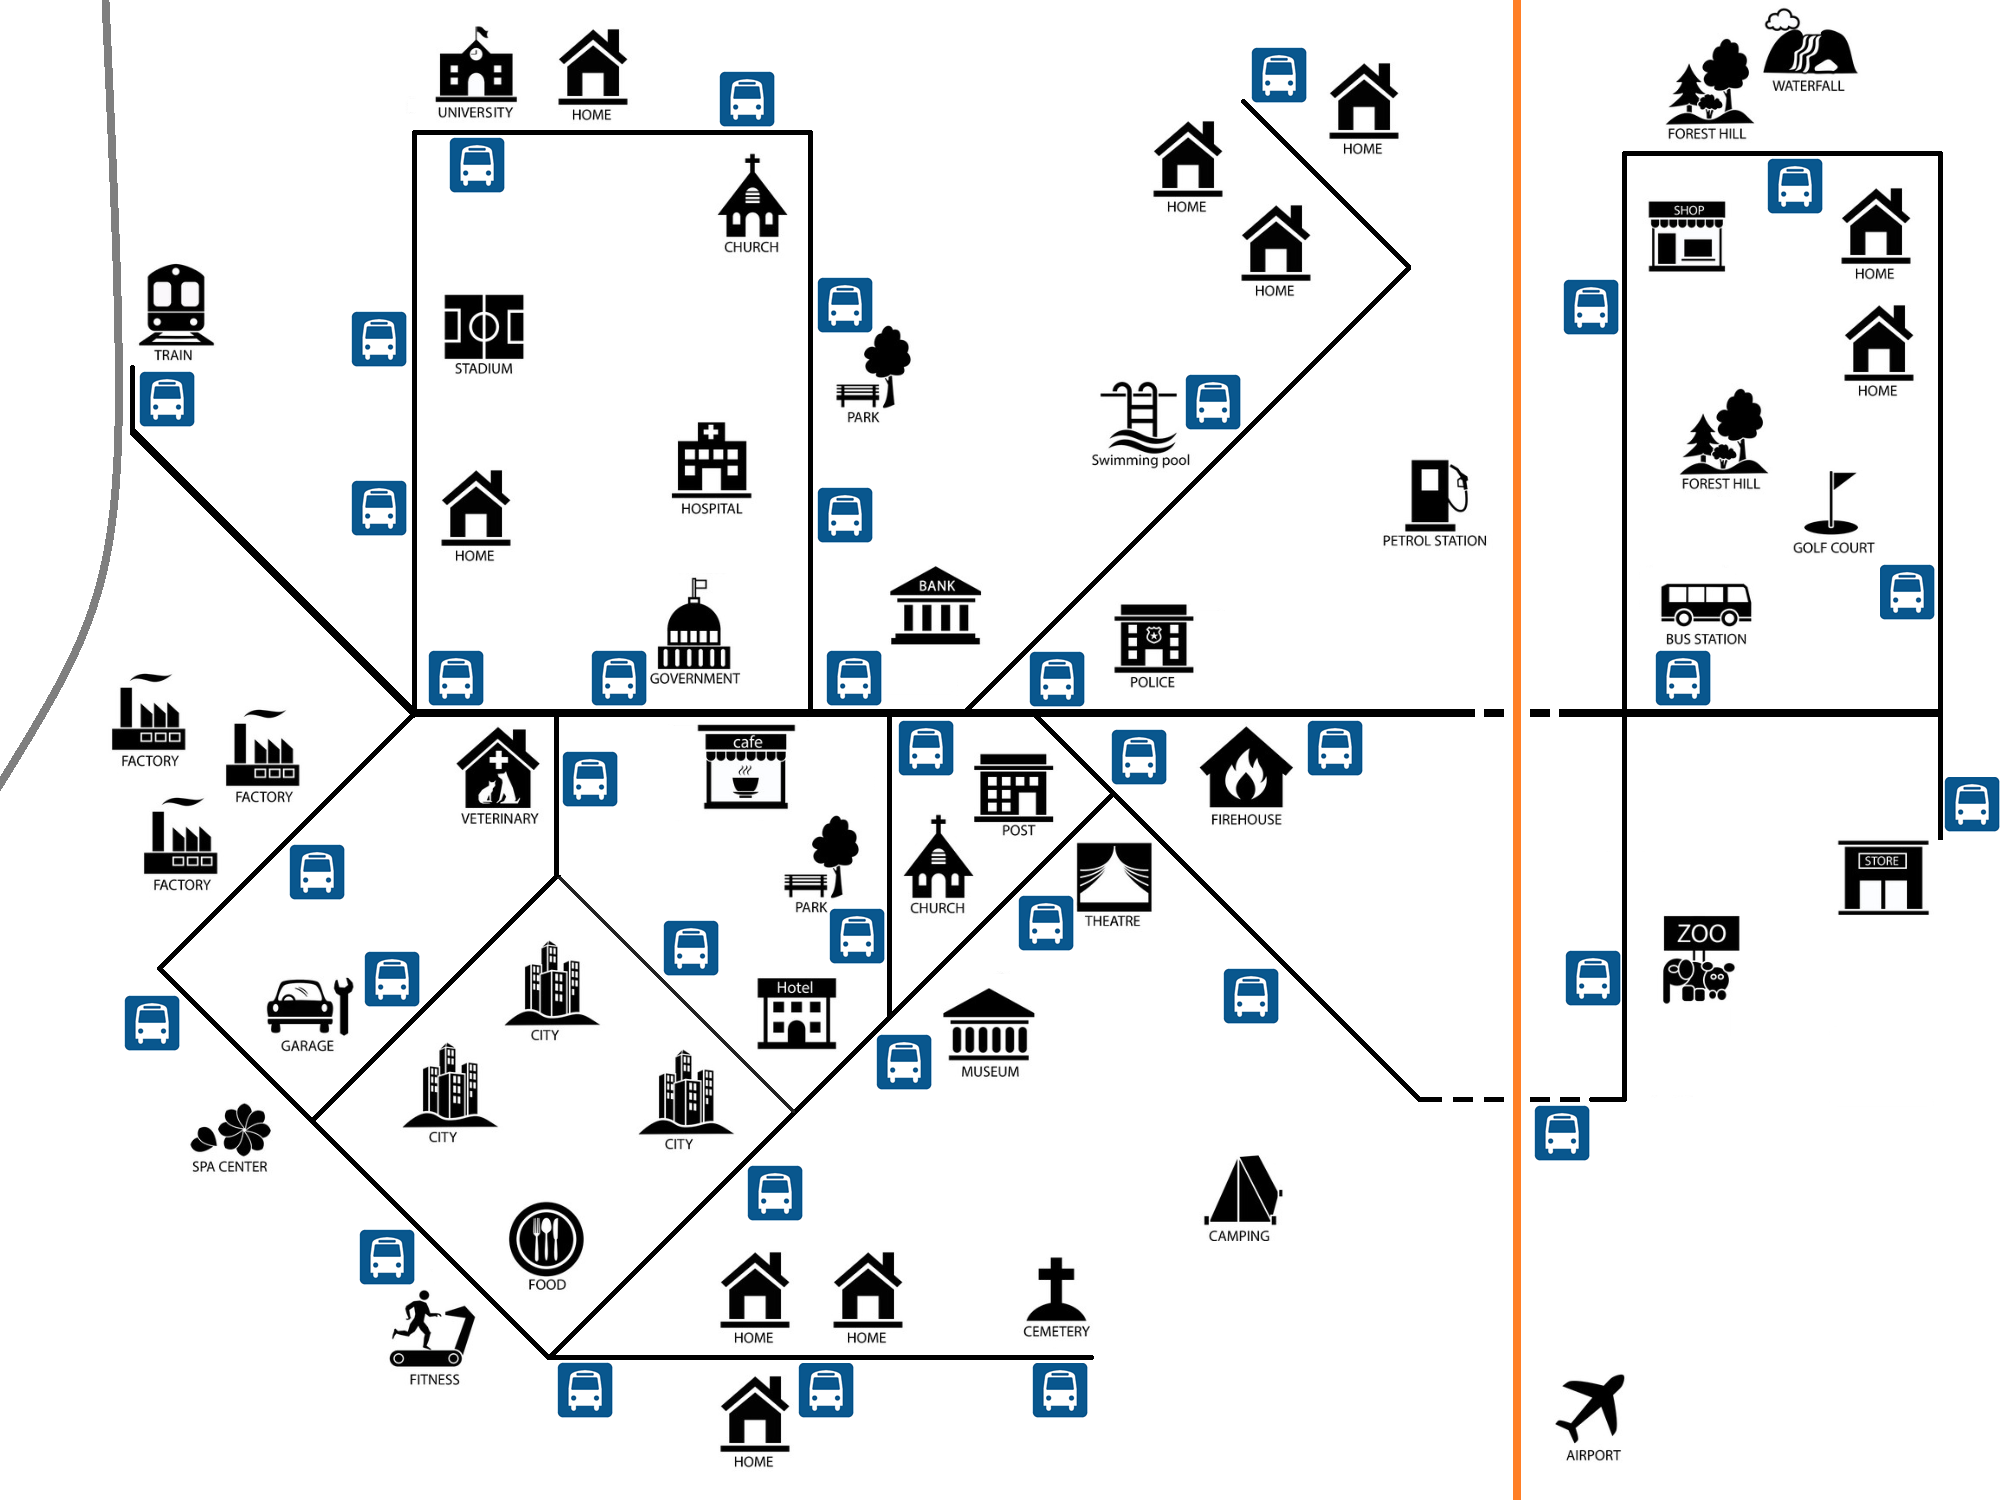 WATERFALL
UNIVERSITY
HOME
FOREST HILL
HOME
HOME
SHOP
CHURCH
HOME
HOME
TRAIN
STADIUM
PARK
HOME
Swimming pool
FOREST HILL
HOSPITAL
PETROL STATION
GOLF COURT
HOME
BANK
BUS STATION
GOVERNMENT
POLICE
cafe
FACTORY
FACTORY
VETERINARY
FIREHOUSE
POST
STORE
FACTORY
PARK
CHURCH
THEATRE
ZOO
Hotel
CITY
GARAGE
MUSEUM
CITY
CITY
SPA CENTER
CAMPING
FOOD
HOME
HOME
CEMETERY
FITNESS
HOME
AIRPORT